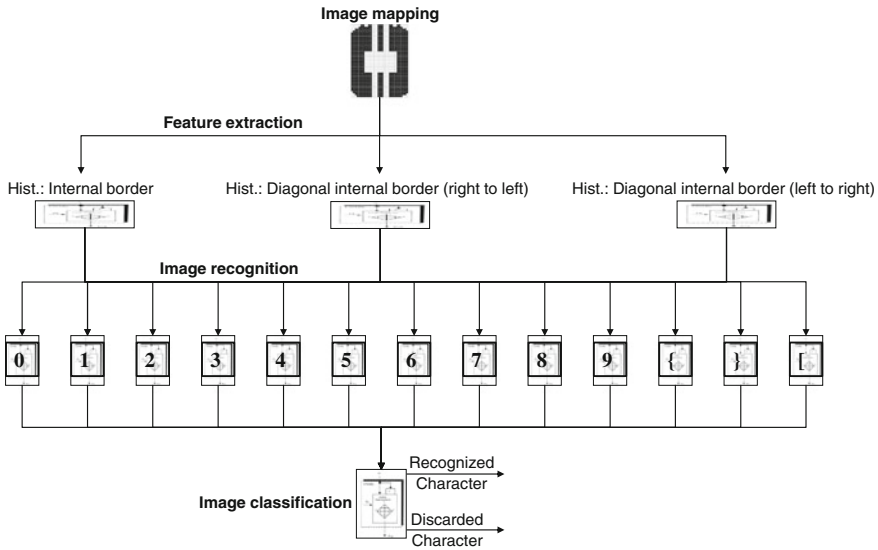 Image mapping
Feature extraction
Hist.: Internal border
Hist.: Diagonal internal border (right to left)
Hist.: Diagonal internal border (left to right)
Image recognition
0 1 2 3 4 5 6 7 8 9 { } [
Recognized
Character
Image classification
Discarded
Character